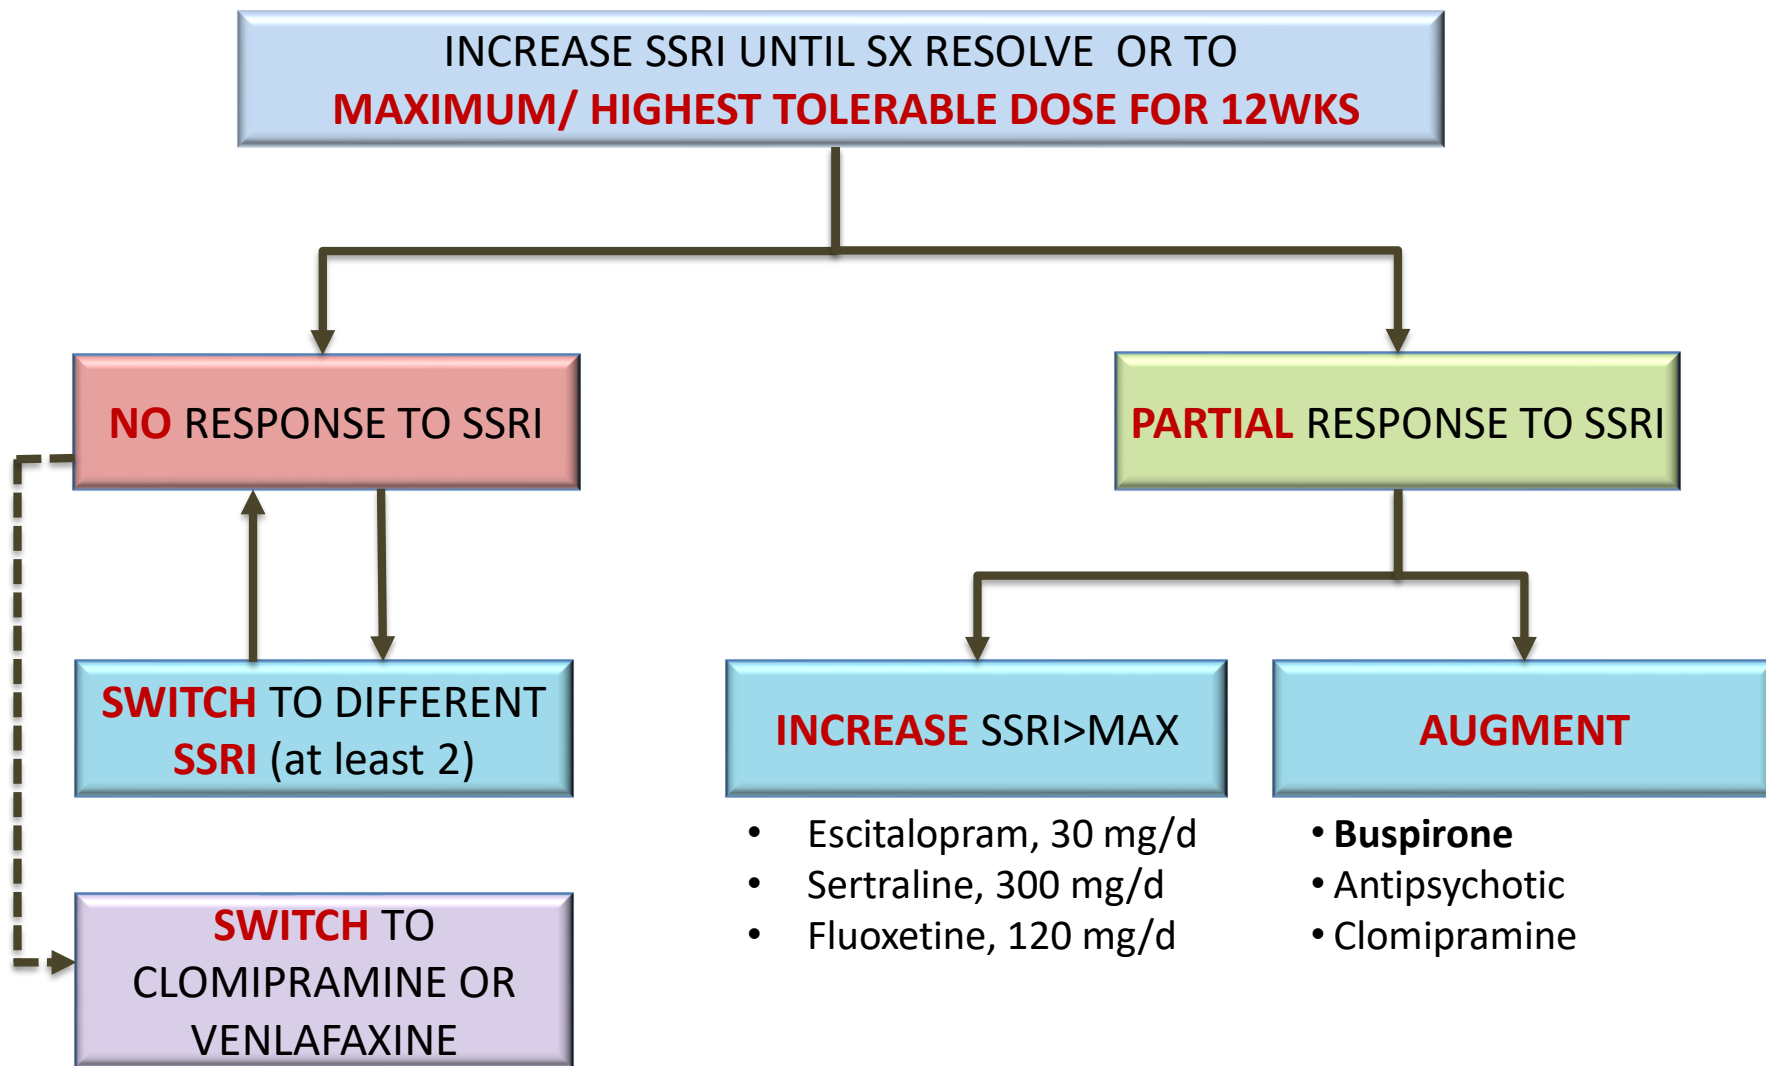 INCREASE SSRI UNTIL SX RESOLVE OR TO
MAXIMUM/ HIGHEST TOLERABLE DOSE FOR 12WKS
NO RESPONSE TO SSRI
PARTIAL RESPONSE TO SSRI
SWITCH TO DIFFERENT
SSRI (at least 2)
INCREASE SSRI>MAX
AUGMENT
• Escitalopram, 30 mg/d
• Sertraline, 300 mg/d
• Fluoxetine, 120 mg/d
• Buspirone
• Antipsychotic
• Clomipramine
SWITCH TO
CLOMIPRAMINE OR
VENLAFAXINE